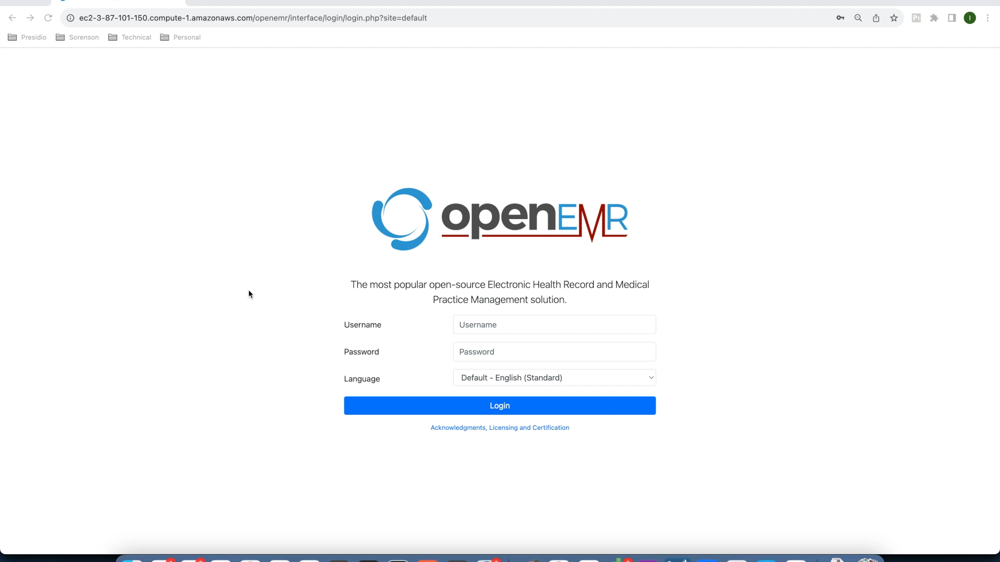 ec2-3-87-101-150.compute-1.amazonaws.com/openemr/interface/login/login.php?site=default
Presidio Sorenson Technical Personal
openEMR
The most popular open-source Electronic Health Record and Medical
Practice Management solution.
Username Username
Password Password
Language Default - English (Standard)
Login
Acknowledgments, Licensing and Certification